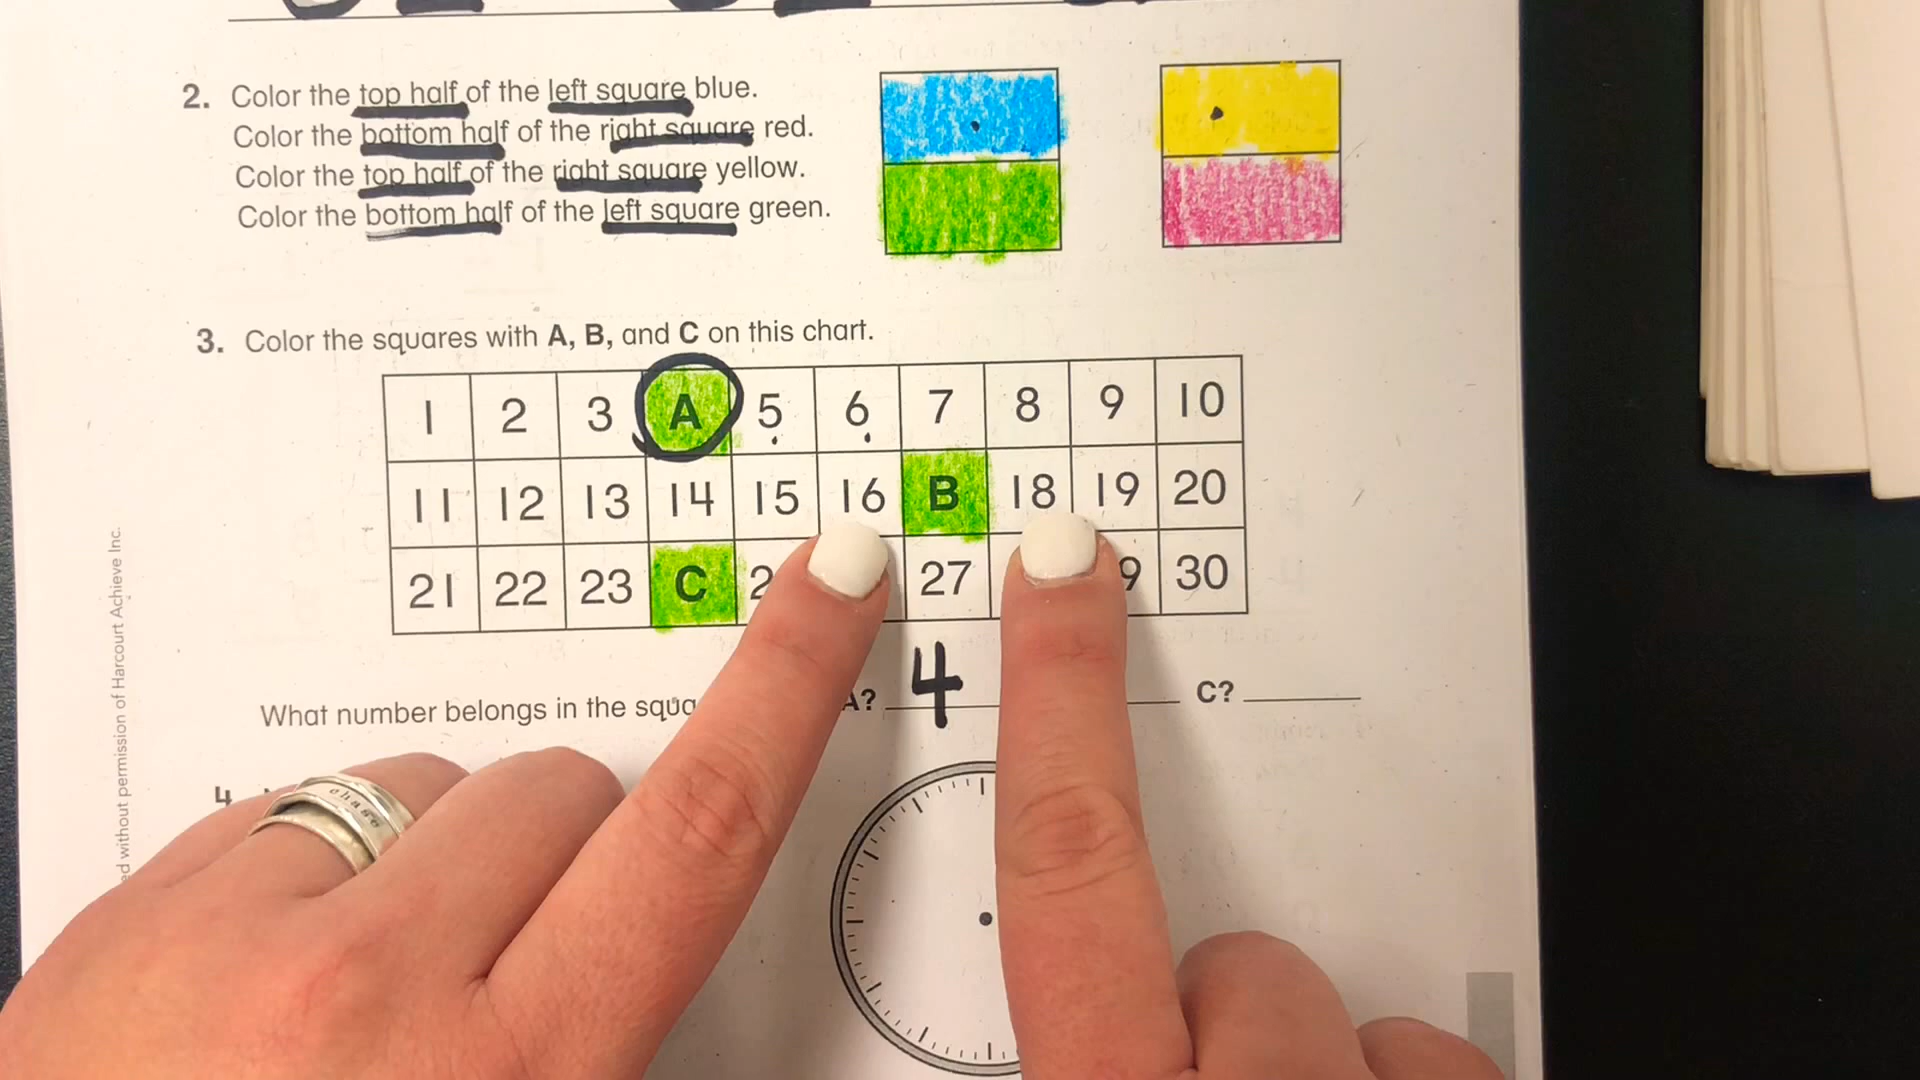 2. Color the top half of the left square blue.
Color the bottom half of the right square red.
Color the top half of the right square yellow.
Color the bottom half of the left square green.
3. Color the squares with A, B, and C on this chart.
1 2 3 A 5 6 7 8 9 10
11 12 13 14 15 16 B 18 19 20
21 22 23 C 27 30
What number belongs in the A? 4 C?
4
without permission of Harcourt Achieve Inc.